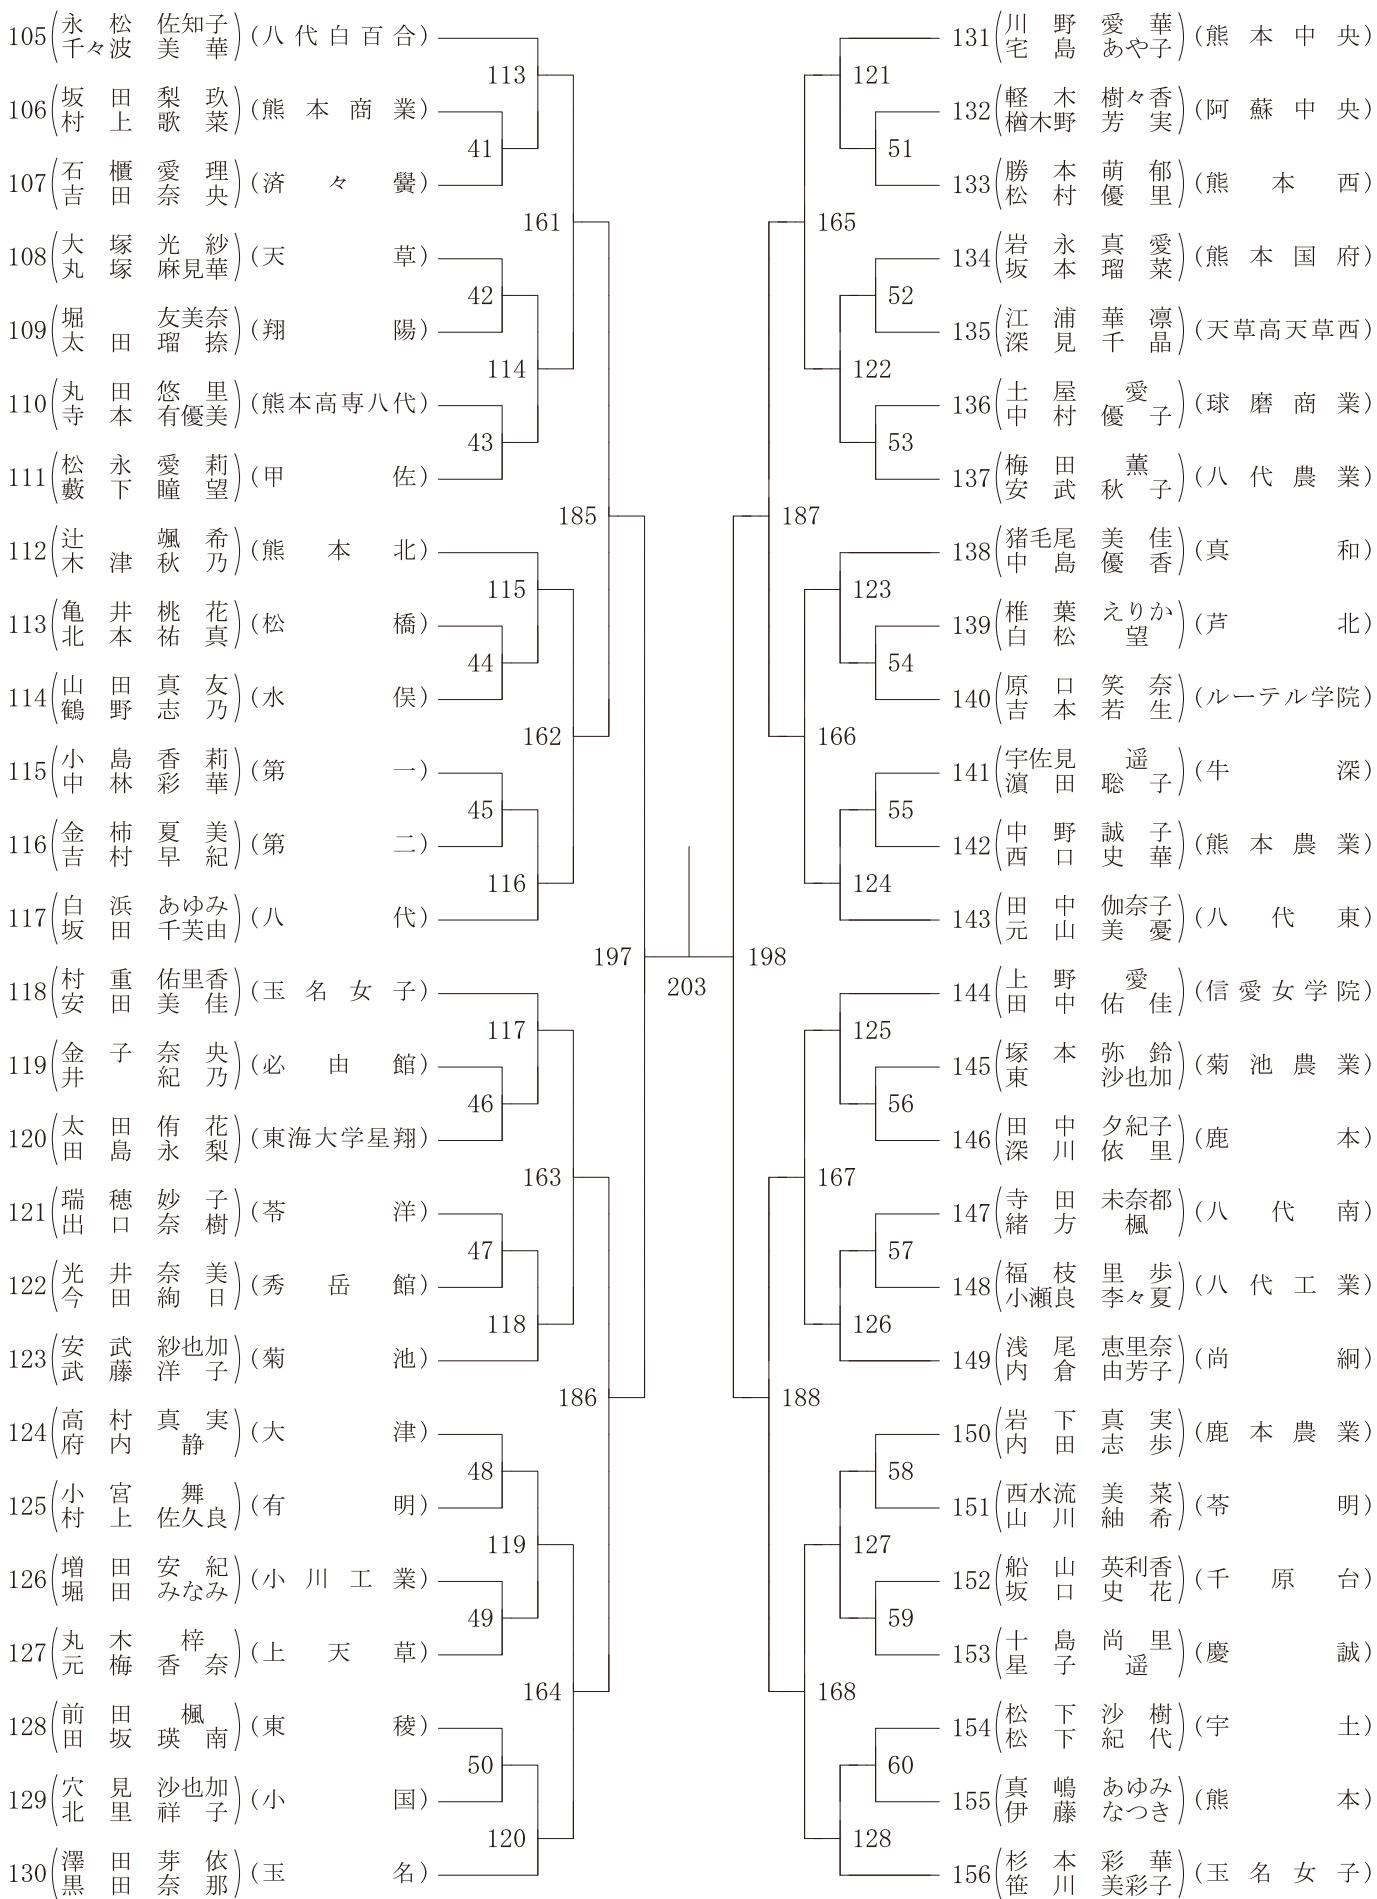 105 永松 佐知子 (八代白百合)
千々波 美華
113
106 坂田 梨玖 (熊本商業)
村上 歌菜
41
107 石櫃 愛理 (済々黌)
吉田 奈央
161
108 大塚 光紗 (天草)
丸塚 麻見華
42
109 堀 友美奈 (翔陽)
太田 瑠捺
114
110 丸田 悠里 (熊本高専八代)
寺本 有優美
43
111 松永 愛莉 (甲佐)
藪下 瞳望
185
112 辻 颯希 (熊本北)
木津 秋乃
115
113 亀井 桃花 (松橋)
北本 祐真
44
114 山田 真友 (水俣)
鶴野 志乃
162
115 小島 香莉 (第一)
中林 彩華
45
116 金柿 夏美 (第二)
吉村 早紀
116
117 白浜 あゆみ (八代)
坂田 千芙由
197
118 村重 佑里香 (玉名女子)
安田 美佳
117
119 金子 奈央 (必由館)
井 紀乃
46
120 太田 侑花 (東海大学星翔)
田島 永梨
163
121 瑞穂 妙子 (苓洋)
出口 奈樹
47
122 光井 奈美 (秀岳館)
今田 絢日
118
123 安武 紗也加 (菊池)
武藤 洋子
186
124 高村 真実 (大津)
府内 静
48
125 小宮 舞 (有明)
村上 佐久良
119
126 増田 安紀 (小川工業)
堀田 みなみ
49
127 丸木 梓 (上天草)
元梅 香奈
164
128 前田 楓 (東稜)
田坂 瑛南
50
129 穴見 沙也加 (小国)
北里 祥子
120
130 澤田 芽依 (玉名)
黒田 奈那
203
131 川野 愛華 (熊本中央)
宅島 あや子
121
132 軽木 樹々香 (阿蘇中央)
楢木野 芳実
51
133 勝本 萌郁 (熊本西)
松村 優里
165
134 岩永 真愛 (熊本国府)
坂本 瑠菜
52
135 江浦 華凛 (天草高天草西)
深見 千晶
122
136 土屋 愛 (球磨商業)
中村 優子
53
137 梅田 薫 (八代農業)
安武 秋子
187
138 猪毛尾 美佳 (真和)
中島 優香
123
139 椎葉 えりか (芦北)
白松 望
54
140 原口 笑奈 (ルーテル学院)
吉本 若生
166
141 宇佐見 遥 (牛深)
濵田 聡子
55
142 中野 誠子 (熊本農業)
西口 史華
124
143 田中 伽奈子 (八代東)
元山 美憂
198
144 上野 愛 (信愛女学院)
田中 佑佳
125
145 塚本 弥鈴 (菊池農業)
東 沙也加
56
146 田中 夕紀子 (鹿本)
深川 依里
167
147 寺田 未奈都 (八代南)
緒方 楓
57
148 福枝 里歩 (八代工業)
小瀬良 李々夏
126
149 浅尾 恵里奈 (尚絅)
内倉 由芳子
188
150 岩下 真実 (鹿本農業)
内田 志歩
58
151 西水流 美菜 (苓明)
山川 紬希
127
152 船山 英利香 (千原台)
坂口 史花
59
153 十島 尚里 (慶誠)
星子 遥
168
154 松下 沙樹 (宇土)
松下 紀代
60
155 真嶋 あゆみ (熊本)
伊藤 なつき
128
156 杉本 彩華 (玉名女子)
笹川 美彩子